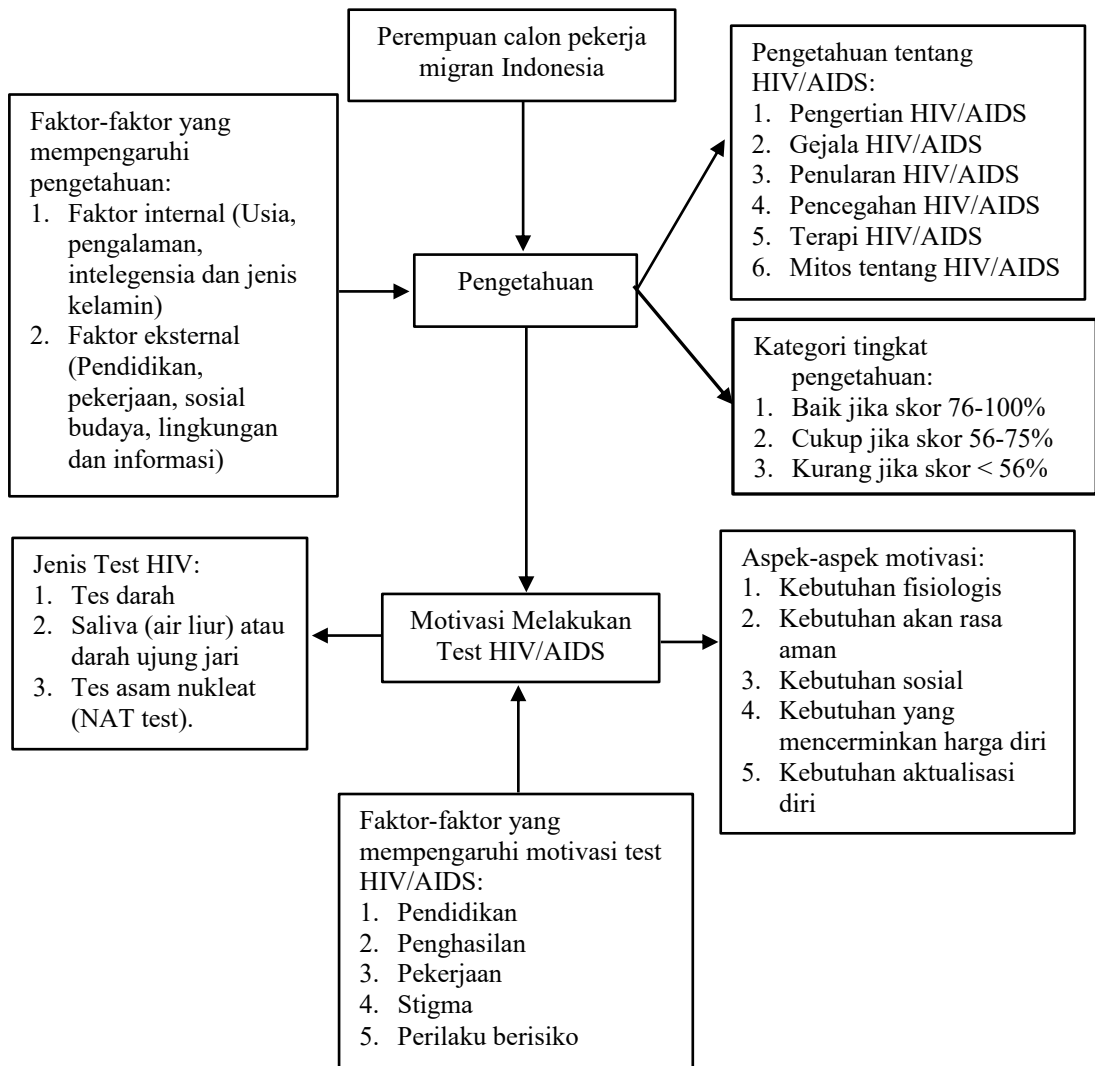 Perempuan calon pekerja
migran Indonesia
Faktor-faktor yang
mempengaruhi
pengetahuan:
1. Faktor internal (Usia,
pengalaman,
intelegensia dan jenis
kelamin)
2. Faktor eksternal
(Pendidikan,
pekerjaan, sosial
budaya, lingkungan
dan informasi)
Pengetahuan
Pengetahuan tentang
HIV/AIDS:
1. Pengertian HIV/AIDS
2. Gejala HIV/AIDS
3. Penularan HIV/AIDS
4. Pencegahan HIV/AIDS
5. Terapi HIV/AIDS
6. Mitos tentang HIV/AIDS
Kategori tingkat
pengetahuan:
1. Baik jika skor 76-100%
2. Cukup jika skor 56-75%
3. Kurang jika skor < 56%
Jenis Test HIV:
1. Tes darah
2. Saliva (air liur) atau
darah ujung jari
3. Tes asam nukleat
(NAT test).
Motivasi Melakukan
Test HIV/AIDS
Aspek-aspek motivasi:
1. Kebutuhan fisiologis
2. Kebutuhan akan rasa
aman
3. Kebutuhan sosial
4. Kebutuhan yang
mencerminkan harga diri
5. Kebutuhan aktualisasi
diri
Faktor-faktor yang
mempengaruhi motivasi test
HIV/AIDS:
1. Pendidikan
2. Penghasilan
3. Pekerjaan
4. Stigma
5. Perilaku berisiko